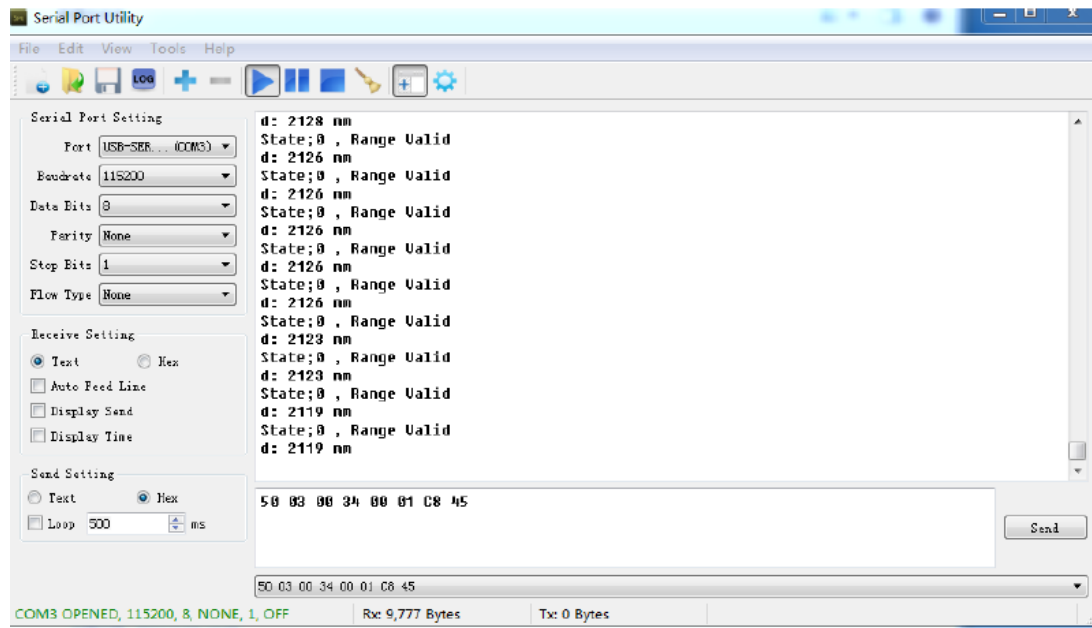 Serial Port Utility
File Edit View Tools Help
LOG
Serial Port Setting
Port USB-SER... (COM3)
Baudrate 115200
Data Bits 8
Parity None
Stop Bits 1
Flow Type None
Receive Setting
Text Hex
Auto Feed Line
Display Send
Display Time
Send Setting
Text Hex
Loop 500 ms
d: 2128 mm
State;0 , Range Valid
d: 2126 mm
State;0 , Range Valid
d: 2126 mm
State;0 , Range Valid
d: 2126 mm
State;0 , Range Valid
d: 2126 mm
State;0 , Range Valid
d: 2126 mm
State;0 , Range Valid
d: 2123 mm
State;0 , Range Valid
d: 2123 mm
State;0 , Range Valid
d: 2119 mm
State;0 , Range Valid
d: 2119 mm
50 03 00 34 00 01 C8 45
Send
50 03 00 34 00 01 C8 45
COM3 OPENED, 115200, 8, NONE, 1, OFF Rx: 9,777 Bytes Tx: 0 Bytes